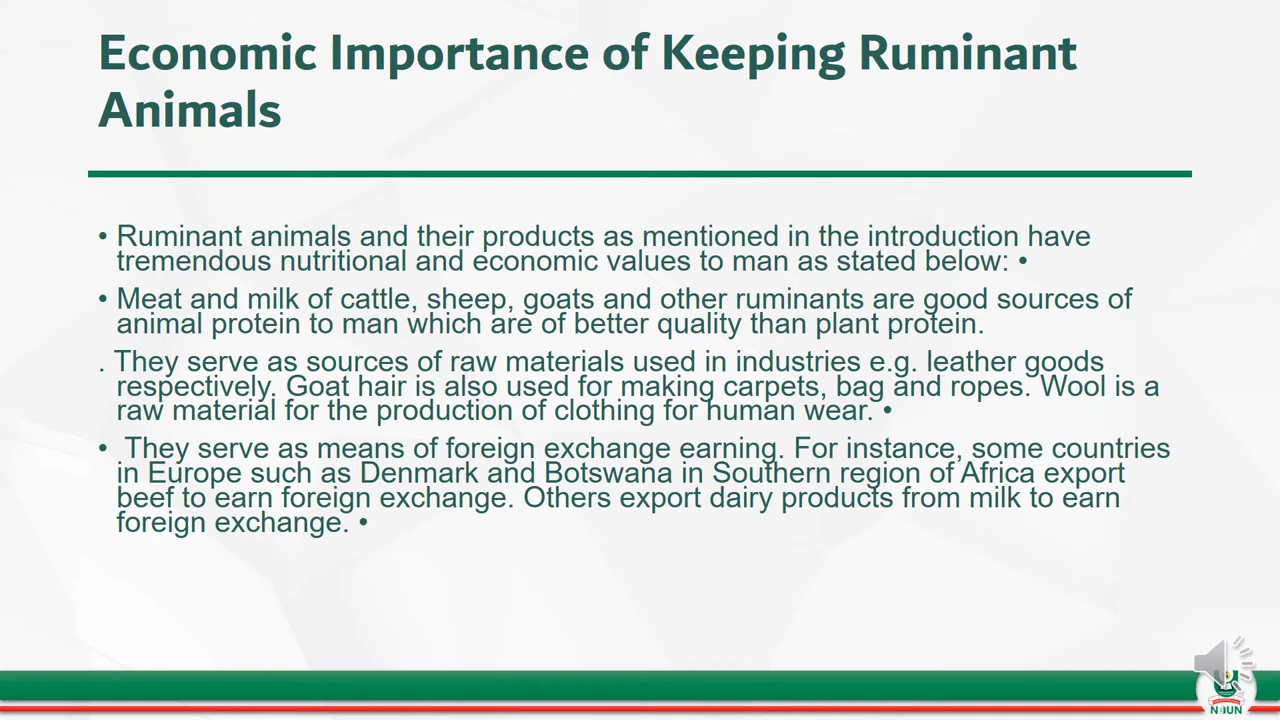 Economic Importance of Keeping Ruminant
Animals
• Ruminant animals and their products as mentioned in the introduction have
tremendous nutritional and economic values to man as stated below: •
• Meat and milk of cattle, sheep, goats and other ruminants are good sources of
animal protein to man which are of better quality than plant protein.
. They serve as sources of raw materials used in industries e.g. leather goods
respectively. Goat hair is also used for making carpets, bag and ropes. Wool is a
raw material for the production of clothing for human wear. •
• They serve as means of foreign exchange earning. For instance, some countries
in Europe such as Denmark and Botswana in Southern region of Africa export
beef to earn foreign exchange. Others export dairy products from milk to earn
foreign exchange. •
NOUN